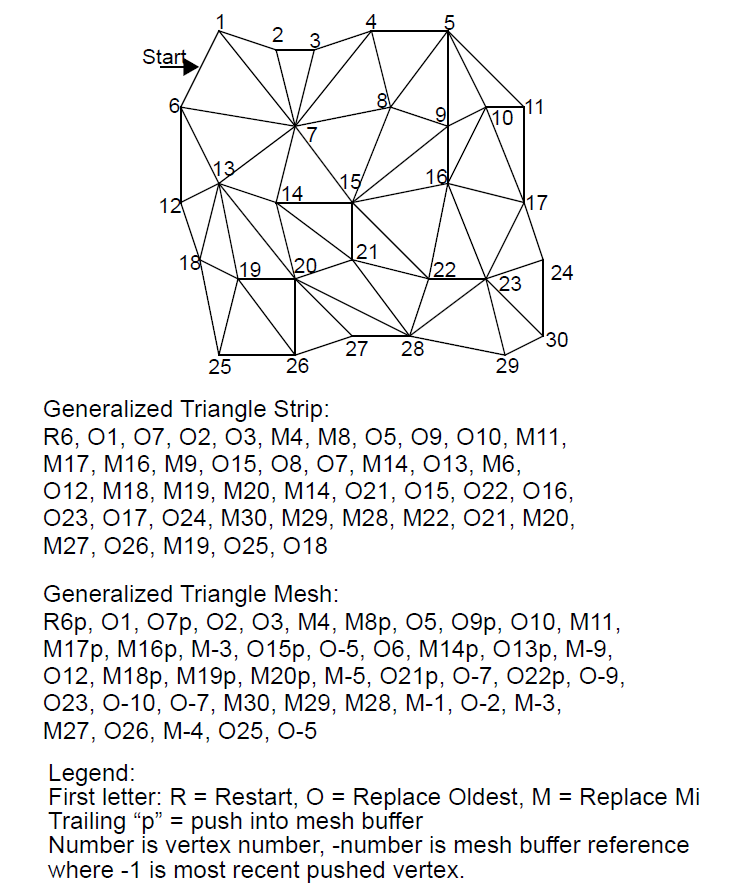 1
2
3
4
5
Start
6
7
8
9
10
11
12
13
14
15
16
17
18
19
20
21
22
23
24
25
26
27
28
29
30
Generalized Triangle Strip:
R6, O1, O7, O2, O3, M4, M8, O5, O9, O10, M11,
M17, M16, M9, O15, O8, O7, M14, O13, M6,
O12, M18, M19, M20, M14, O21, O15, O22, O16,
O23, O17, O24, M30, M29, M28, M22, O21, M20,
M27, O26, M19, O25, O18
Generalized Triangle Mesh:
R6p, O1, O7p, O2, O3, M4, M8p, O5, O9p, O10, M11,
M17p, M16p, M-3, O15p, O-5, O6, M14p, O13p, M-9,
O12, M18p, M19p, M20p, M-5, O21p, O-7, O22p, O-9,
O23, O-10, O-7, M30, M29, M28, M-1, O-2, M-3,
M27, O26, M-4, O25, O-5
Legend:
First letter: R = Restart, O = Replace Oldest, M = Replace Mi
Trailing “p” = push into mesh buffer
Number is vertex number, -number is mesh buffer reference
where -1 is most recent pushed vertex.